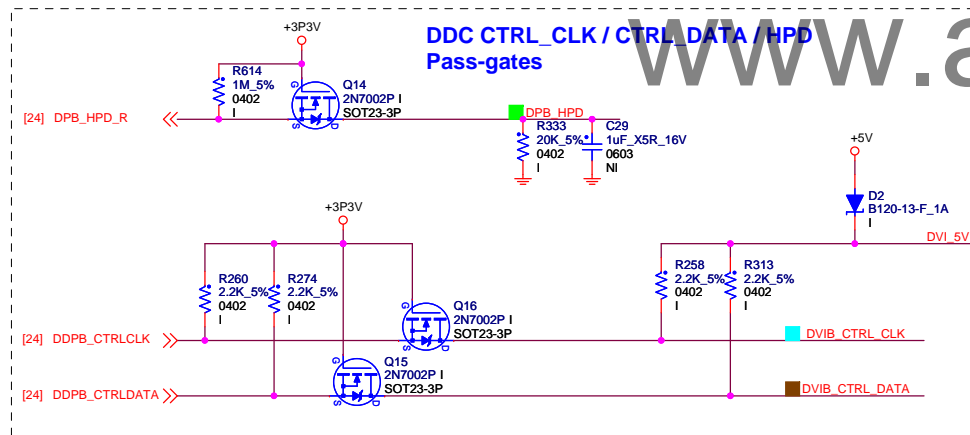 DDC CTRL_CLK / CTRL_DATA / HPD
Pass-gates
www.a
+3P3V
R614
1M_5%
0402
I
G
Q14
2N7002P I
SOT23-3P
S
D
[24] DPB_HPD_R
DPB_HPD
R333
20K_5%
0402
I
C29
1uF_X5R_16V
0603
NI
+5V
D2
B120-13-F_1A
I
DVI_5V
+3P3V
R260
2.2K_5%
0402
I
R274
2.2K_5%
0402
I
G
Q16
2N7002P I
SOT23-3P
S
D
R258
2.2K_5%
0402
I
R313
2.2K_5%
0402
I
[24] DDPB_CTRLCLK
DVIB_CTRL_CLK
G
Q15
2N7002P I
SOT23-3P
S
D
[24] DDPB_CTRLDATA
DVIB_CTRL_DATA